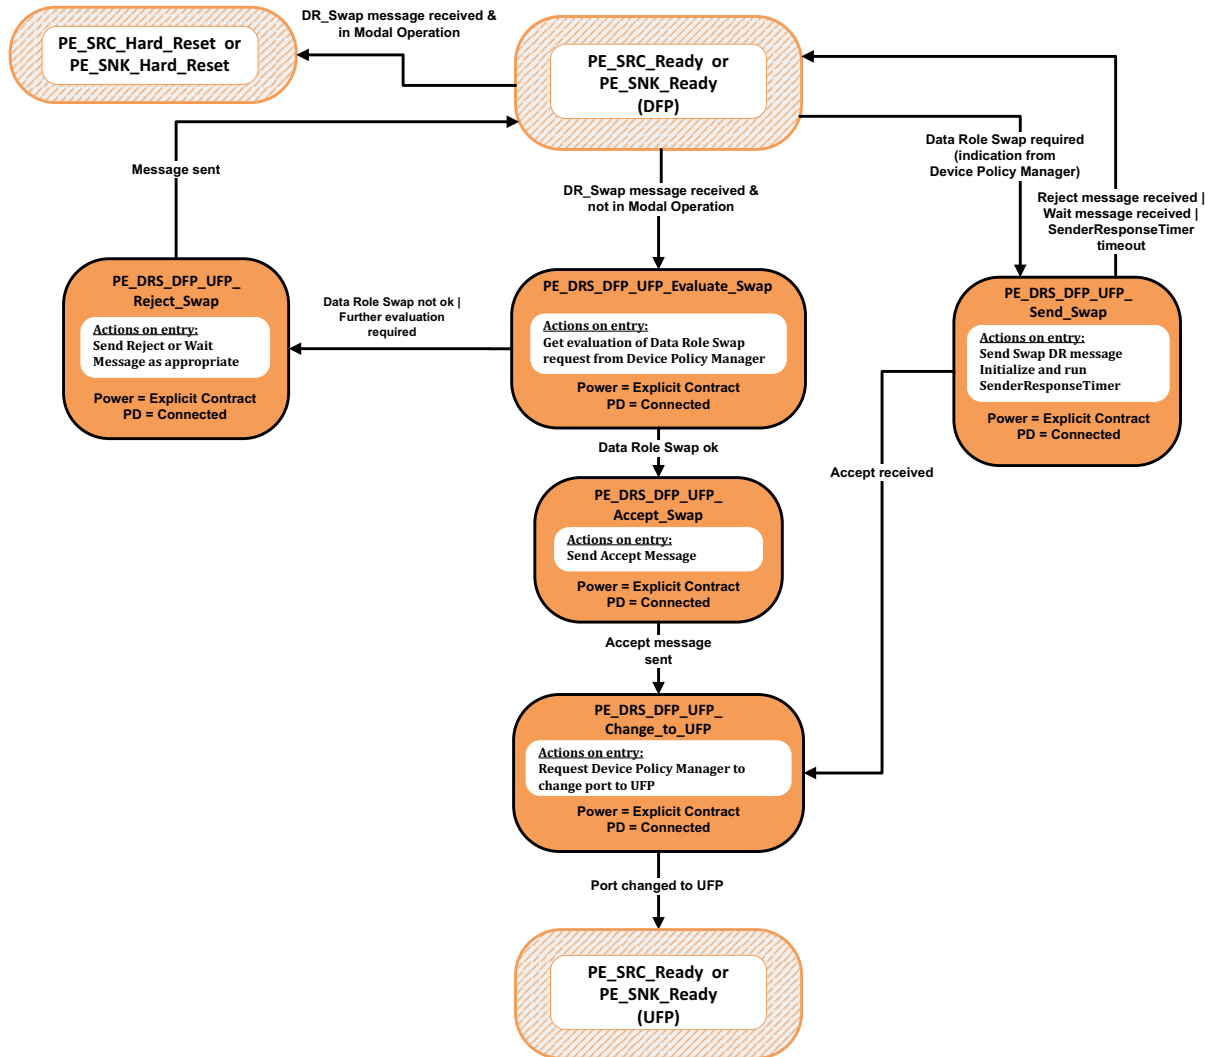 DR_Swap message received &
in Modal Operation
PE_SRC_Hard_Reset or
PE_SNK_Hard_Reset
PE_SRC_Ready or
PE_SNK_Ready
(DFP)
Message sent
DR_Swap message received &
not in Modal Operation
Data Role Swap required
(indication from
Device Policy Manager)
Reject message received |
Wait message received |
SenderResponseTimer
timeout
PE_DRS_DFP_UFP_
Reject_Swap
Actions on entry:
Send Reject or Wait
Message as appropriate
Power = Explicit Contract
PD = Connected
Data Role Swap not ok |
Further evaluation
required
PE_DRS_DFP_UFP_Evaluate_Swap
Actions on entry:
Get evaluation of Data Role Swap
request from Device Policy Manager
Power = Explicit Contract
PD = Connected
PE_DRS_DFP_UFP_
Send_Swap
Actions on entry:
Send Swap DR message
Initialize and run
SenderResponseTimer
Power = Explicit Contract
PD = Connected
Data Role Swap ok
Accept received
PE_DRS_DFP_UFP_
Accept_Swap
Actions on entry:
Send Accept Message
Power = Explicit Contract
PD = Connected
Accept message
sent
PE_DRS_DFP_UFP_
Change_to_UFP
Actions on entry:
Request Device Policy Manager to
change port to UFP
Power = Explicit Contract
PD = Connected
Port changed to UFP
PE_SRC_Ready or
PE_SNK_Ready
(UFP)